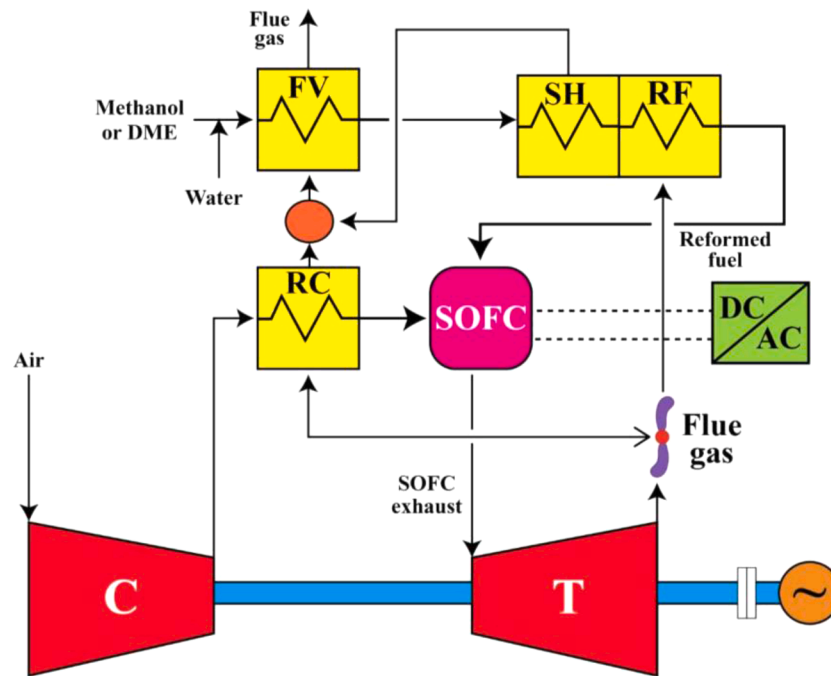 Flue
gas
FV
SH
RF
Methanol
or DME
Water
Reformed
fuel
RC
SOFC
DC
AC
Air
Flue
gas
SOFC
exhaust
C
T
~